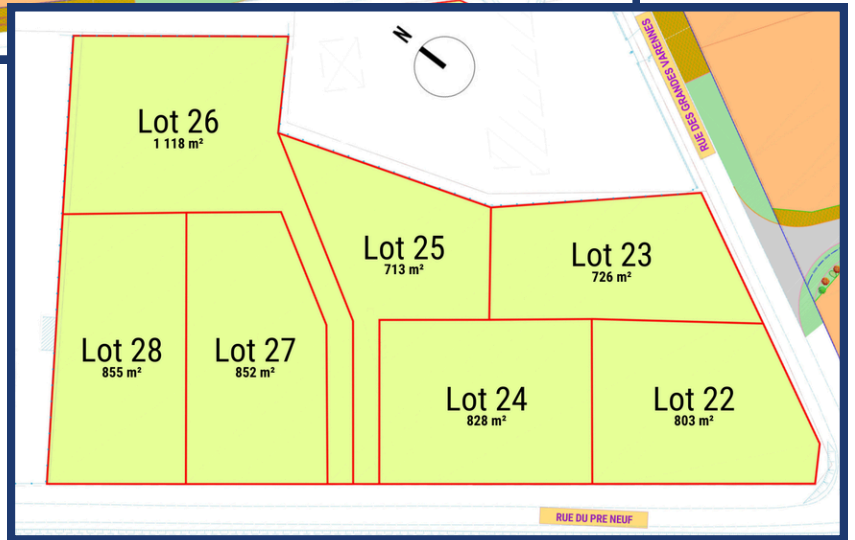 N
RUE DES GRANDES VARENNES
Lot 26
1 118 m²
Lot 25
713 m²
Lot 23
726 m²
Lot 28
855 m²
Lot 27
852 m²
Lot 24
828 m²
Lot 22
803 m²
RUE DU PRE NEUF